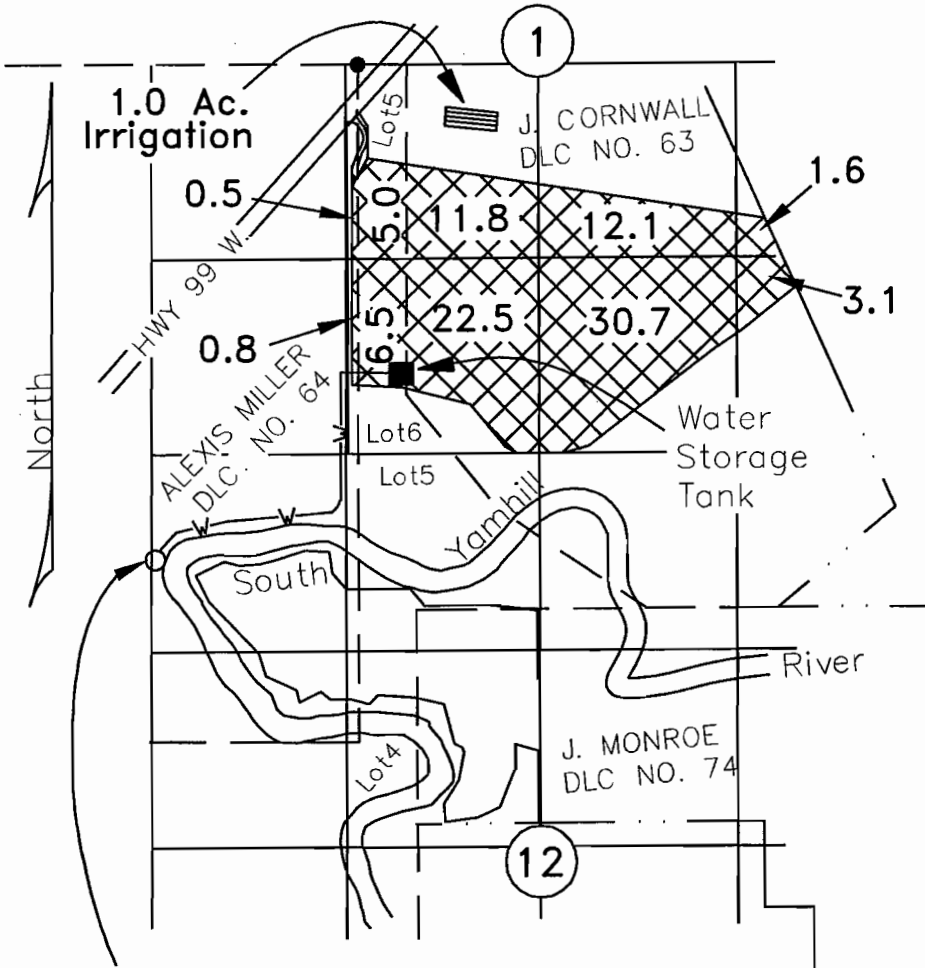 1
1.0 Ac.
Irrigation
Lot5
J. CORNWALL
DLC NO. 63
1.6
0.5
5.0
11.8
12.1
HWY 99 W.
3.1
0.8
6.5
22.5
30.7
North
ALEXIS MILLER
DLC. NO. 64
W
Lot6
Lot5
Water
Storage
Tank
W
W
Yamhill
South
River
J. MONROE
DLC NO. 74
Lot4
12